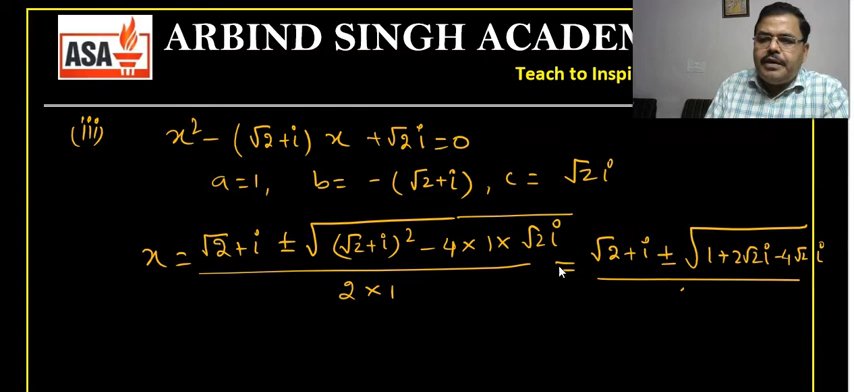 ASA
ARBIND SINGH ACADEM
Teach to Inspi
(iii) x² - (√2+i) x + √2i = 0
a=1, b= -(√2+i), c = √2i
x = (√2+i ± √((√2+i)² - 4×1×√2i)) / (2×1) = (√2+i ± √(1+2√2i-4√2i)) /